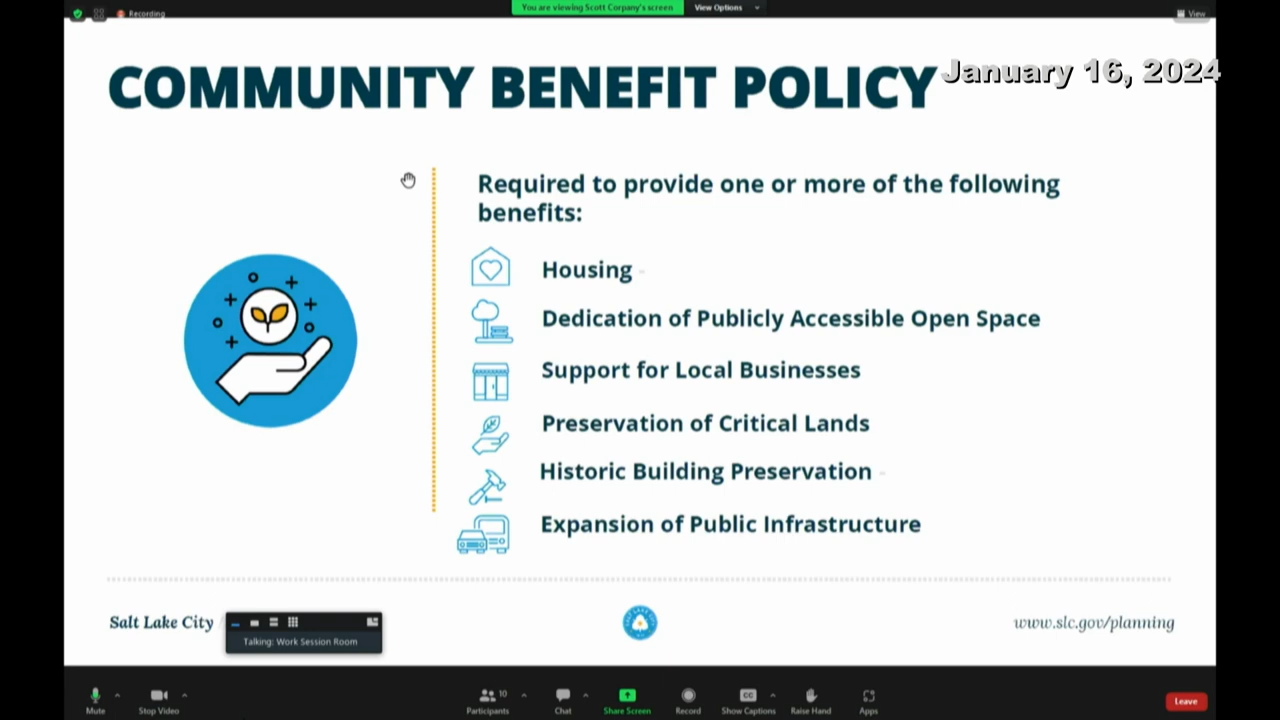 Recording
You are viewing Scott Corpany's screen
View Options
View
COMMUNITY BENEFIT POLICY
January 16, 2024
Required to provide one or more of the following
benefits:
Housing
Dedication of Publicly Accessible Open Space
Support for Local Businesses
Preservation of Critical Lands
Historic Building Preservation
Expansion of Public Infrastructure
Salt Lake City
Talking: Work Session Room
SALT LAKE CITY
www.slc.gov/planning
Mute
Stop Video
Participants
10
Chat
Share Screen
Record
CC
Show Captions
Raise Hand
Apps
Leave